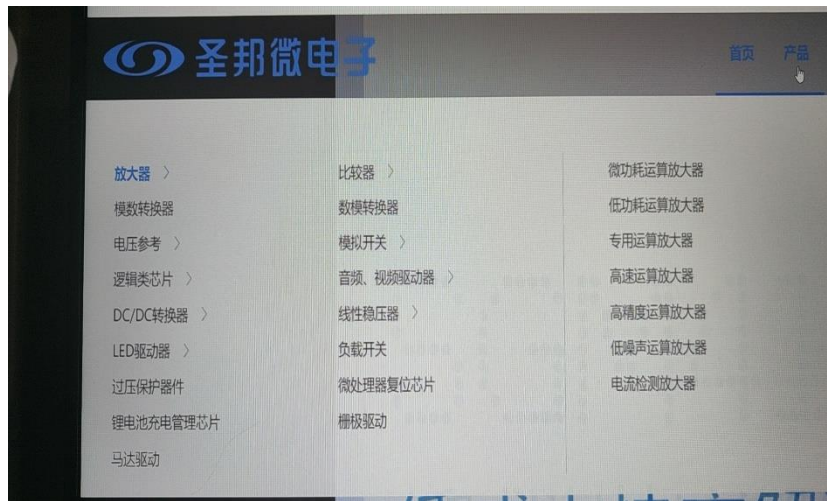 圣邦微电子
首页 产品
放大器 〉
模数转换器
电压参考 〉
逻辑类芯片 〉
DC/DC转换器 〉
LED驱动器 〉
过压保护器件
锂电池充电管理芯片
马达驱动
比较器 〉
数模转换器
模拟开关 〉
音频、视频驱动器 〉
线性稳压器 〉
负载开关
微处理器复位芯片
栅极驱动
微功耗运算放大器
低功耗运算放大器
专用运算放大器
高速运算放大器
高精度运算放大器
低噪声运算放大器
电流检测放大器